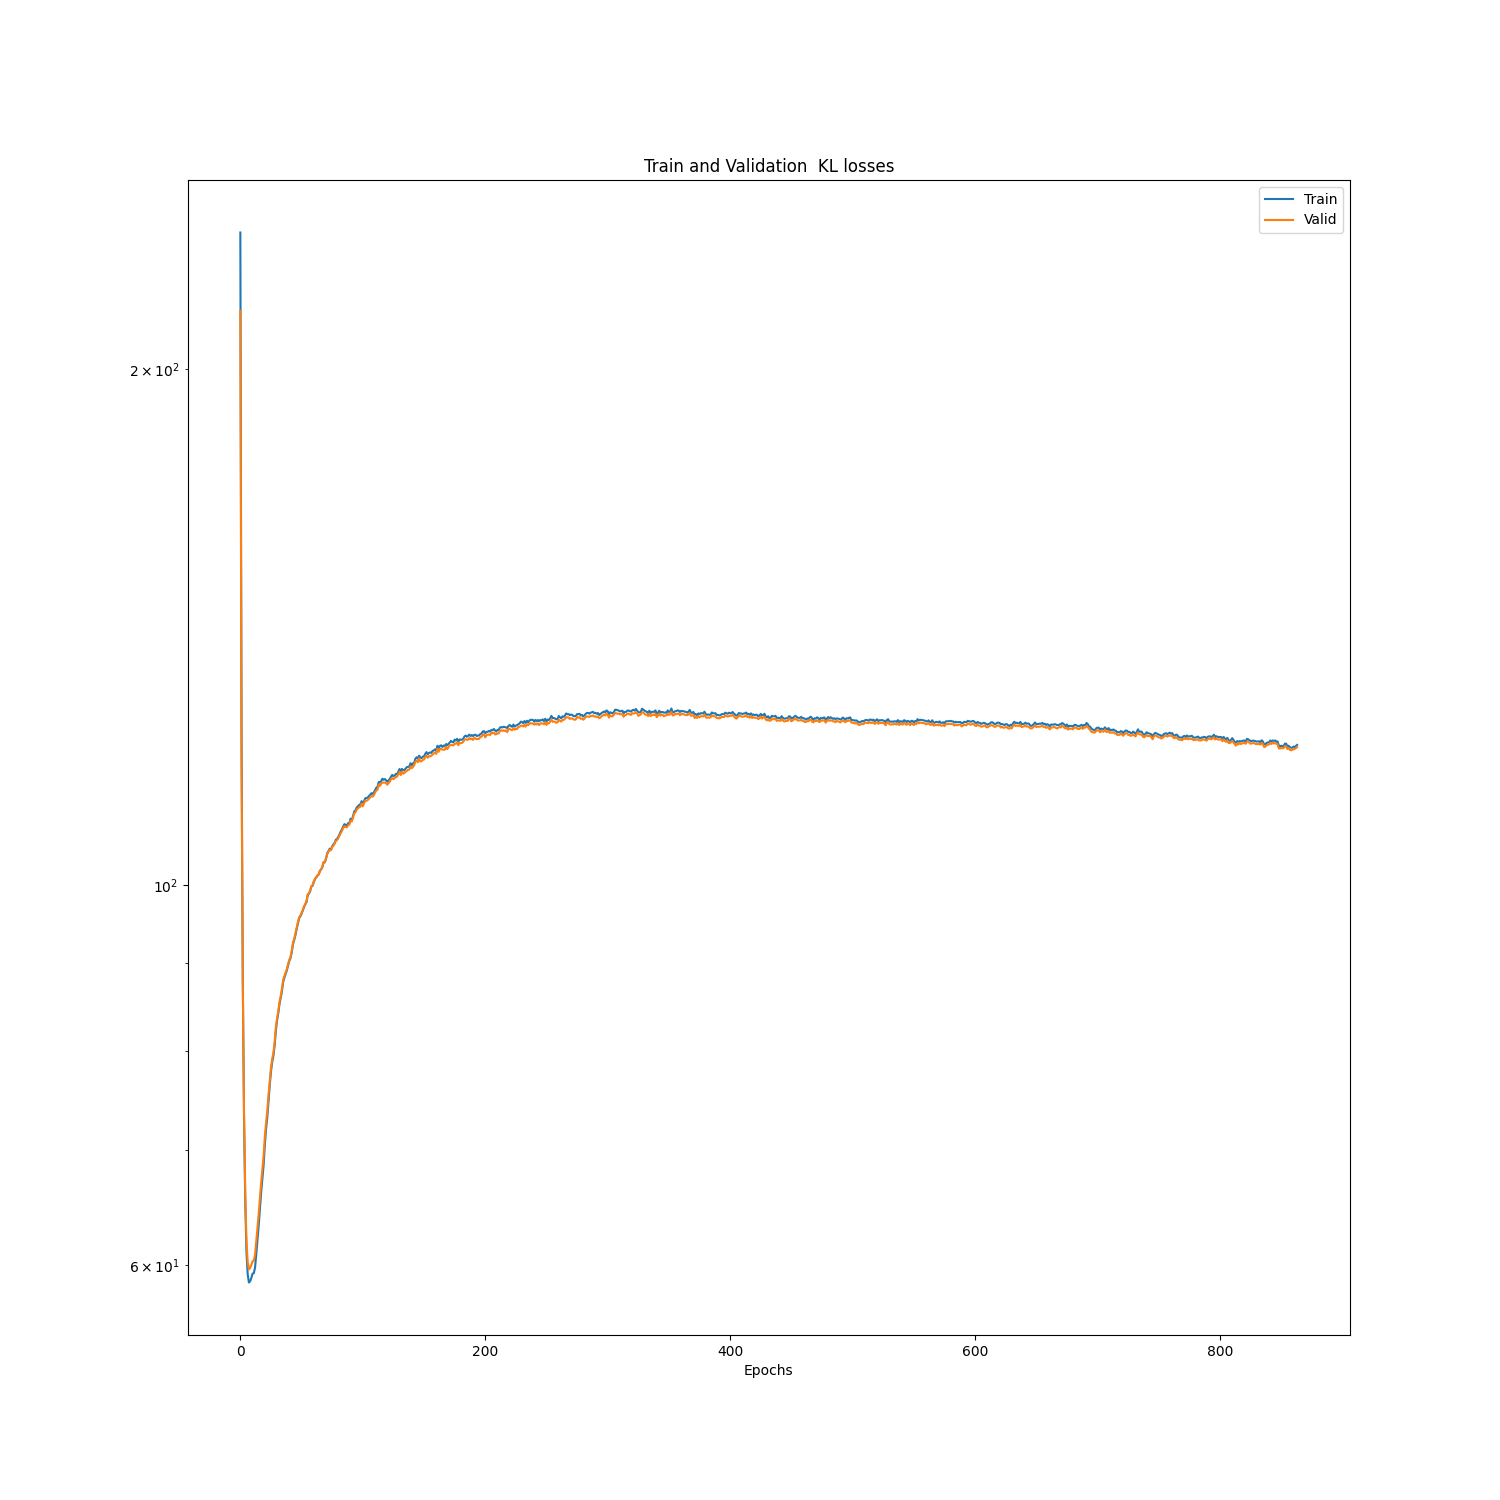 Train and Validation  KL losses
Train
Valid
2 × 10²
10²
6 × 10¹
0 200 400 600 800
Epochs